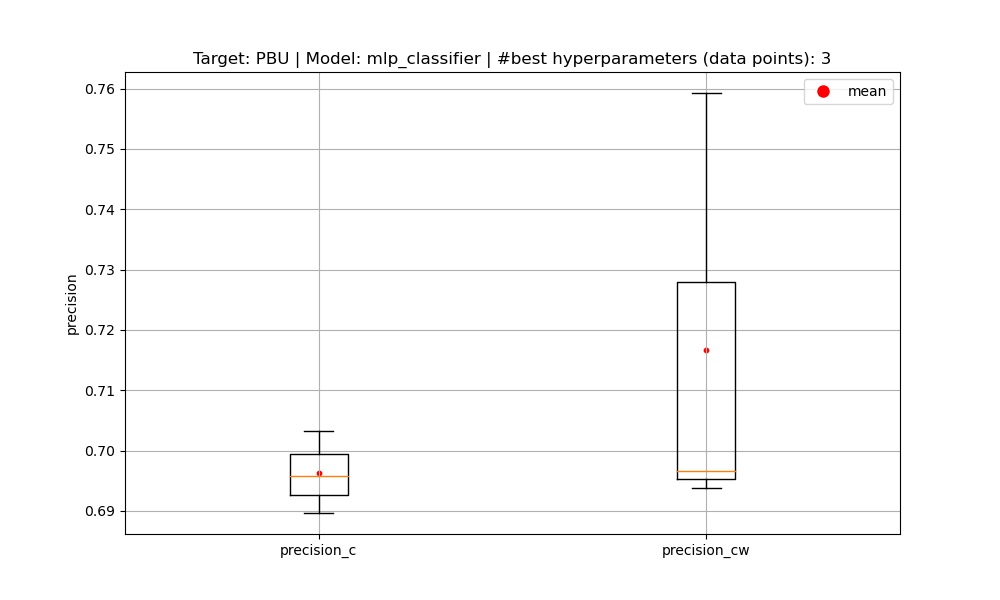 Target: PBU | Model: mlp_classifier | #best hyperparameters (data points): 3
mean
0.76
0.75
0.74
0.73
0.72
0.71
0.70
0.69
precision
precision_c
precision_cw